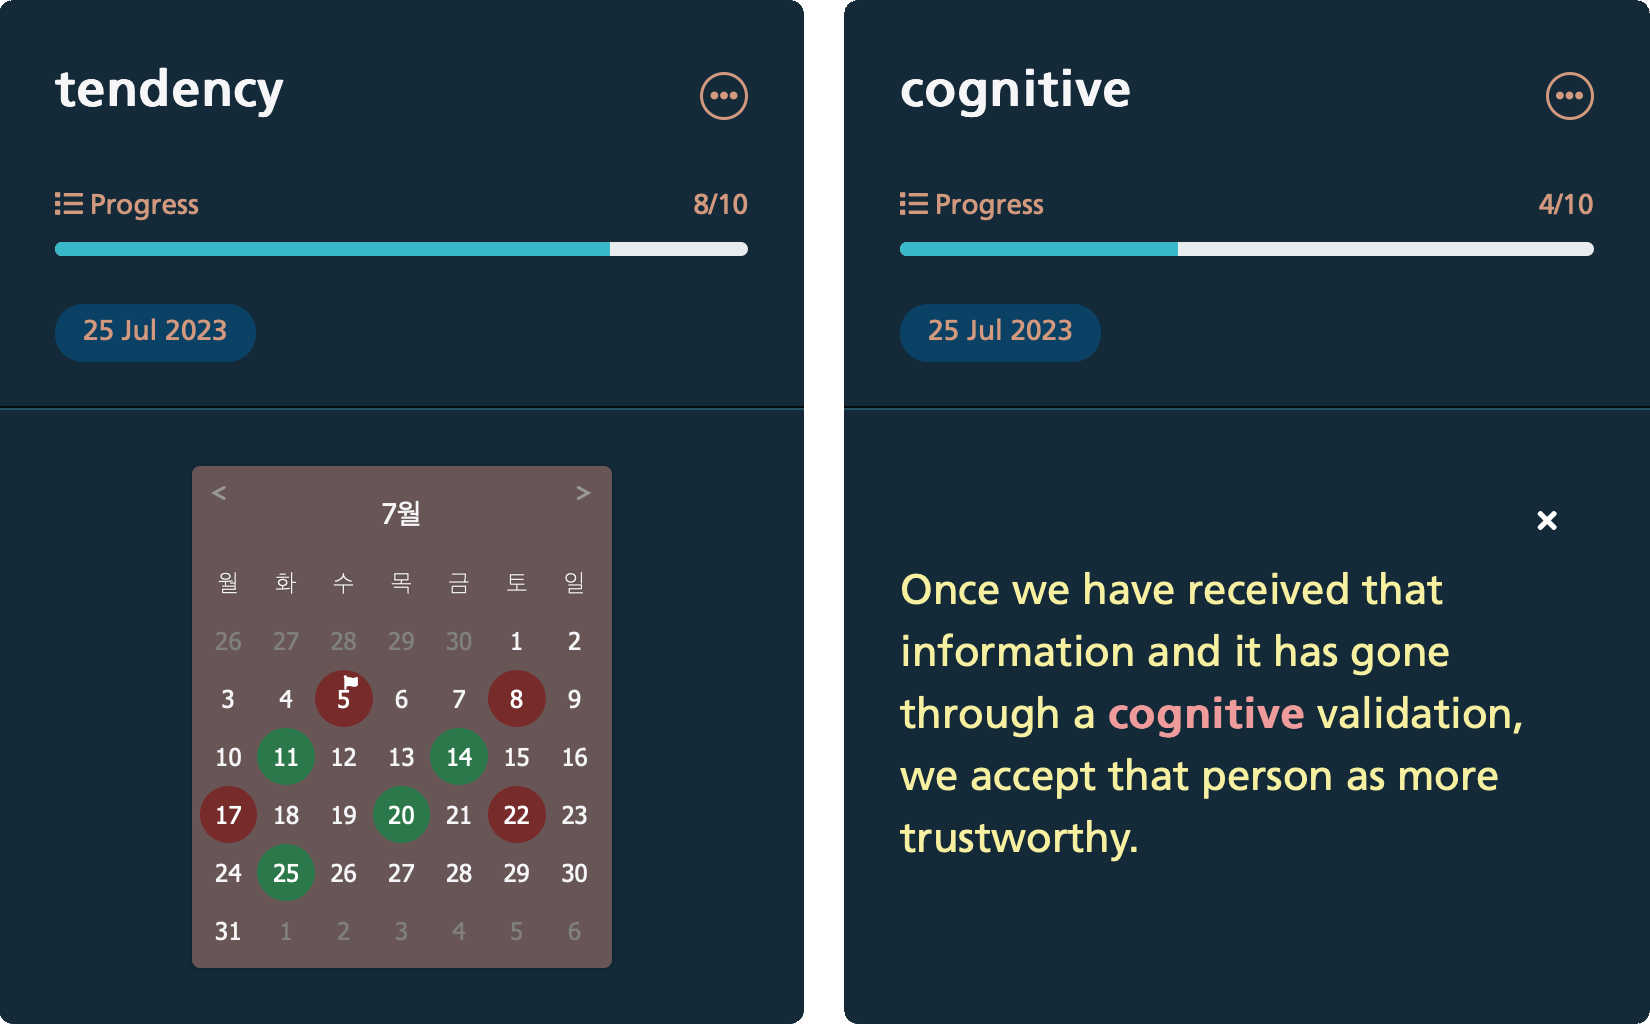 tendency
Progress 8/10
25 Jul 2023
< >
7월
월 화 수 목 금 토 일
26 27 28 29 30 1 2
3 4 5 6 7 8 9
10 11 12 13 14 15 16
17 18 19 20 21 22 23
24 25 26 27 28 29 30
31 1 2 3 4 5 6
cognitive
Progress 4/10
25 Jul 2023
Once we have received that
information and it has gone
through a cognitive validation,
we accept that person as more
trustworthy.